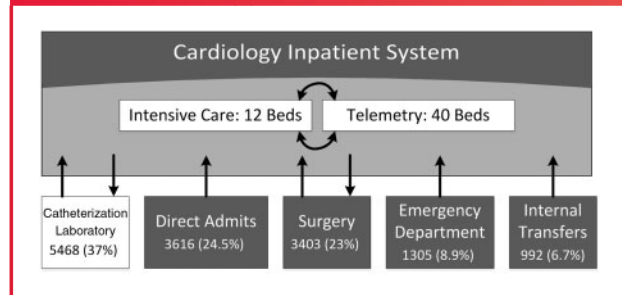 Cardiology Inpatient System
Intensive Care: 12 Beds
Telemetry: 40 Beds
Catheterization
Laboratory
5468 (37%)
Direct Admits
3616 (24.5%)
Surgery
3403 (23%)
Emergency
Department
1305 (8.9%)
Internal
Transfers
992 (6.7%)